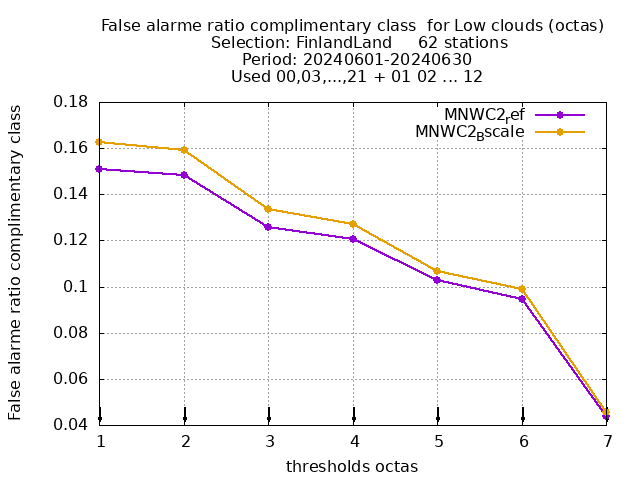 False alarme ratio complimentary class  for Low clouds (octas)
Selection: FinlandLand     62 stations
Period: 20240601-20240630
Used 00,03,...,21 + 01 02 ... 12
False alarme ratio complimentary class
0.18
0.16
0.14
0.12
0.1
0.08
0.06
0.04
MNWC2ref
MNWC2Bscale
1 2 3 4 5 6 7
thresholds octas